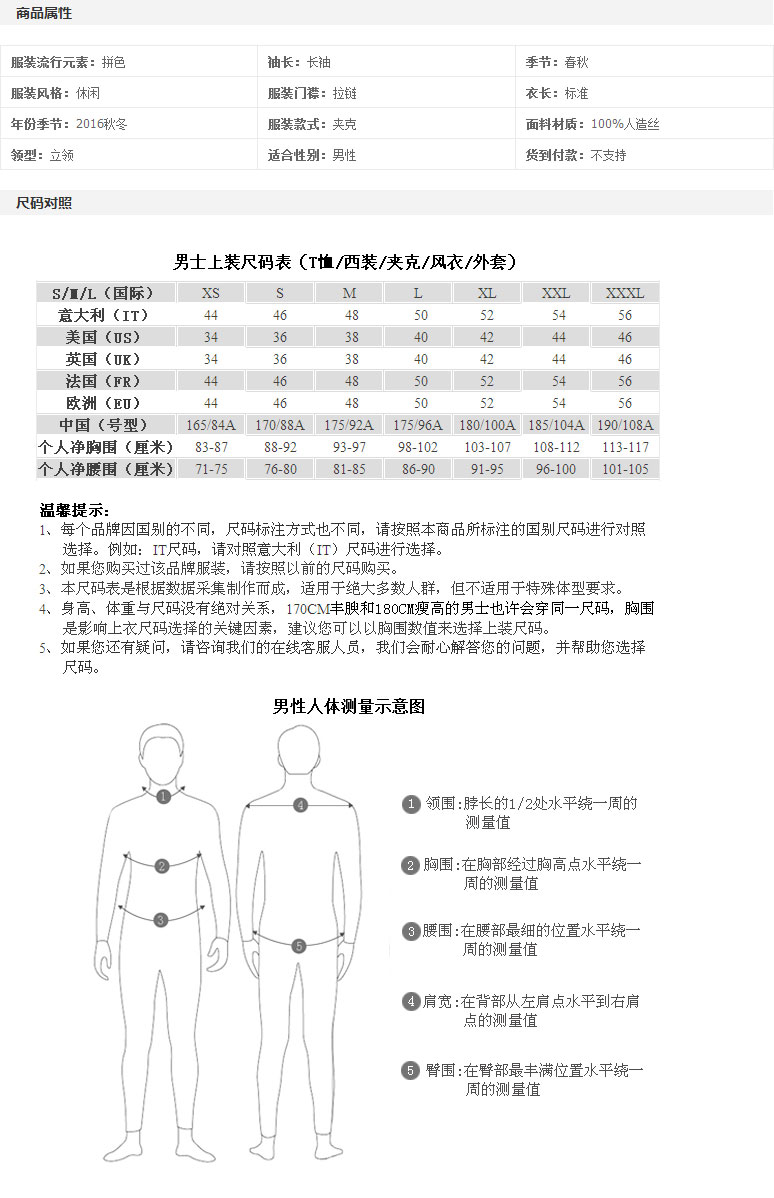 商品属性
服装流行元素：拼色 袖长：长袖 季节：春秋
服装风格：休闲 服装门襟：拉链 衣长：标准
年份季节：2016秋冬 服装款式：夹克 面料材质：100%人造丝
领型：立领 适合性别：男性 货到付款：不支持
尺码对照
男士上装尺码表（T恤/西装/夹克/风衣/外套）
S/M/L（国际） XS S M L XL XXL XXXL
意大利（IT） 44 46 48 50 52 54 56
美国（US） 34 36 38 40 42 44 46
英国（UK） 34 36 38 40 42 44 46
法国（FR） 44 46 48 50 52 54 56
欧洲（EU） 44 46 48 50 52 54 56
中国（号型） 165/84A 170/88A 175/92A 175/96A 180/100A 185/104A 190/108A
个人净胸围（厘米） 83-87 88-92 93-97 98-102 103-107 108-112 113-117
个人净腰围（厘米） 71-75 76-80 81-85 86-90 91-95 96-100 101-105
温馨提示：
1、每个品牌因国别的不同，尺码标注方式也不同，请按照本商品所标注的国别尺码进行对照
选择。例如：IT尺码，请对照意大利（IT）尺码进行选择。
2、如果您购买过该品牌服装，请按照以前的尺码购买。
3、本尺码表是根据数据采集制作而成，适用于绝大多数人群，但不适用于特殊体型要求。
4、身高、体重与尺码没有绝对关系，170CM丰腴和180CM瘦高的男士也许会穿同一尺码，胸围
是影响上衣尺码选择的关键因素，建议您可以以胸围数值来选择上装尺码。
5、如果您还有疑问，请咨询我们的在线客服人员，我们会耐心解答您的问题，并帮助您选择
尺码。
男性人体测量示意图
1
2
3
4
5
1 领围:脖长的1/2处水平绕一周的
测量值
2 胸围:在胸部经过胸高点水平绕一
周的测量值
3 腰围:在腰部最细的位置水平绕一
周的测量值
4 肩宽:在背部从左肩点水平到右肩
点的测量值
5 臀围:在臀部最丰满位置水平绕一
周的测量值